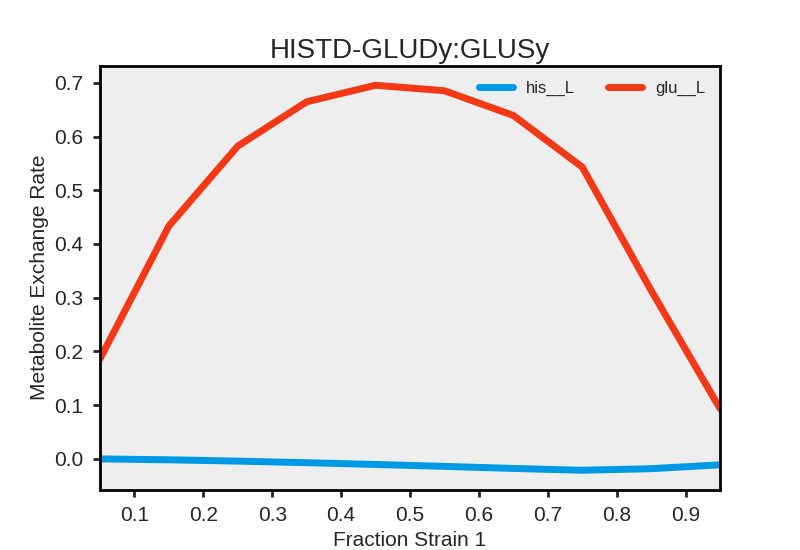 HISTD-GLUDy:GLUSy
his__L
glu__L
Metabolite Exchange Rate
0.7
0.6
0.5
0.4
0.3
0.2
0.1
0.0
0.1 0.2 0.3 0.4 0.5 0.6 0.7 0.8 0.9
Fraction Strain 1